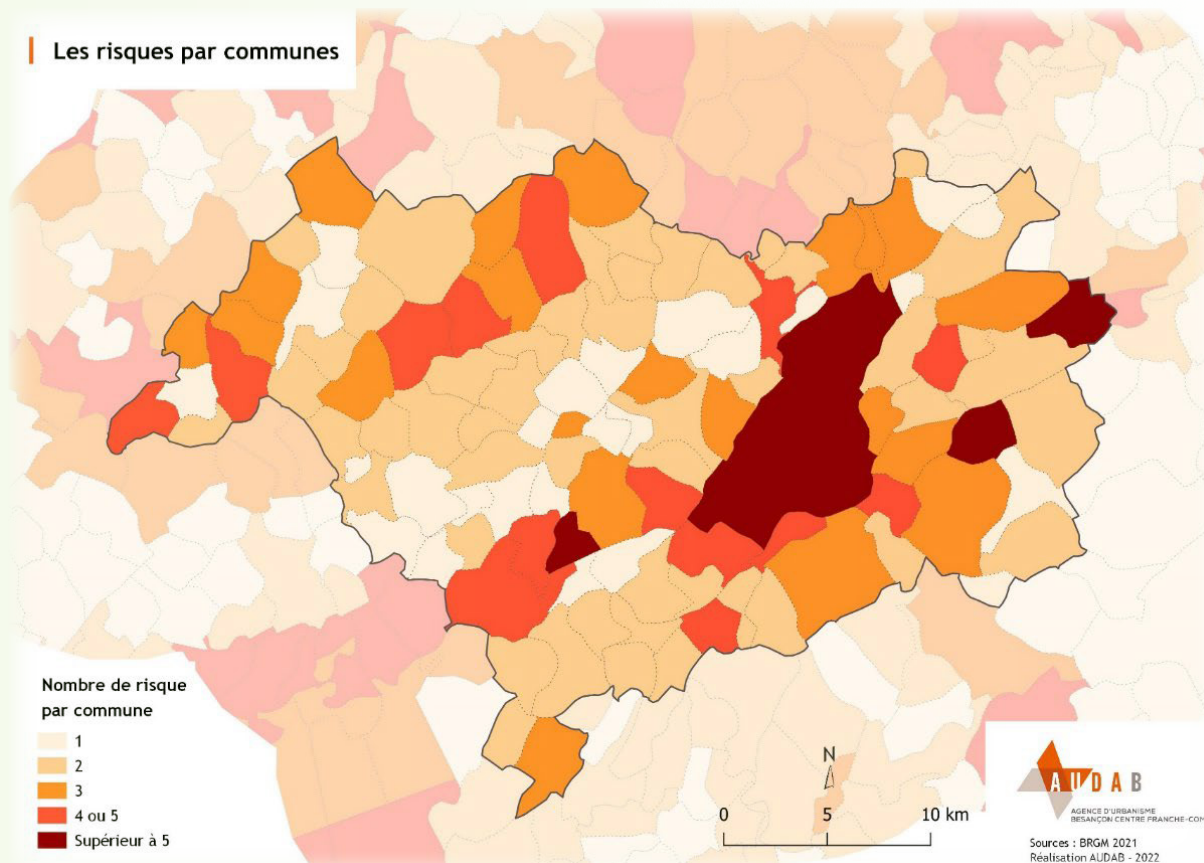 Les risques par communes
Nombre de risque
par commune
1
2
3
4 ou 5
Supérieur à 5
N
0 5 10 km
AUDAB
AGENCE D'URBANISME
BESANÇON CENTRE FRANCHE-COM
Sources : BRGM 2021
Réalisation AUDAB - 2022